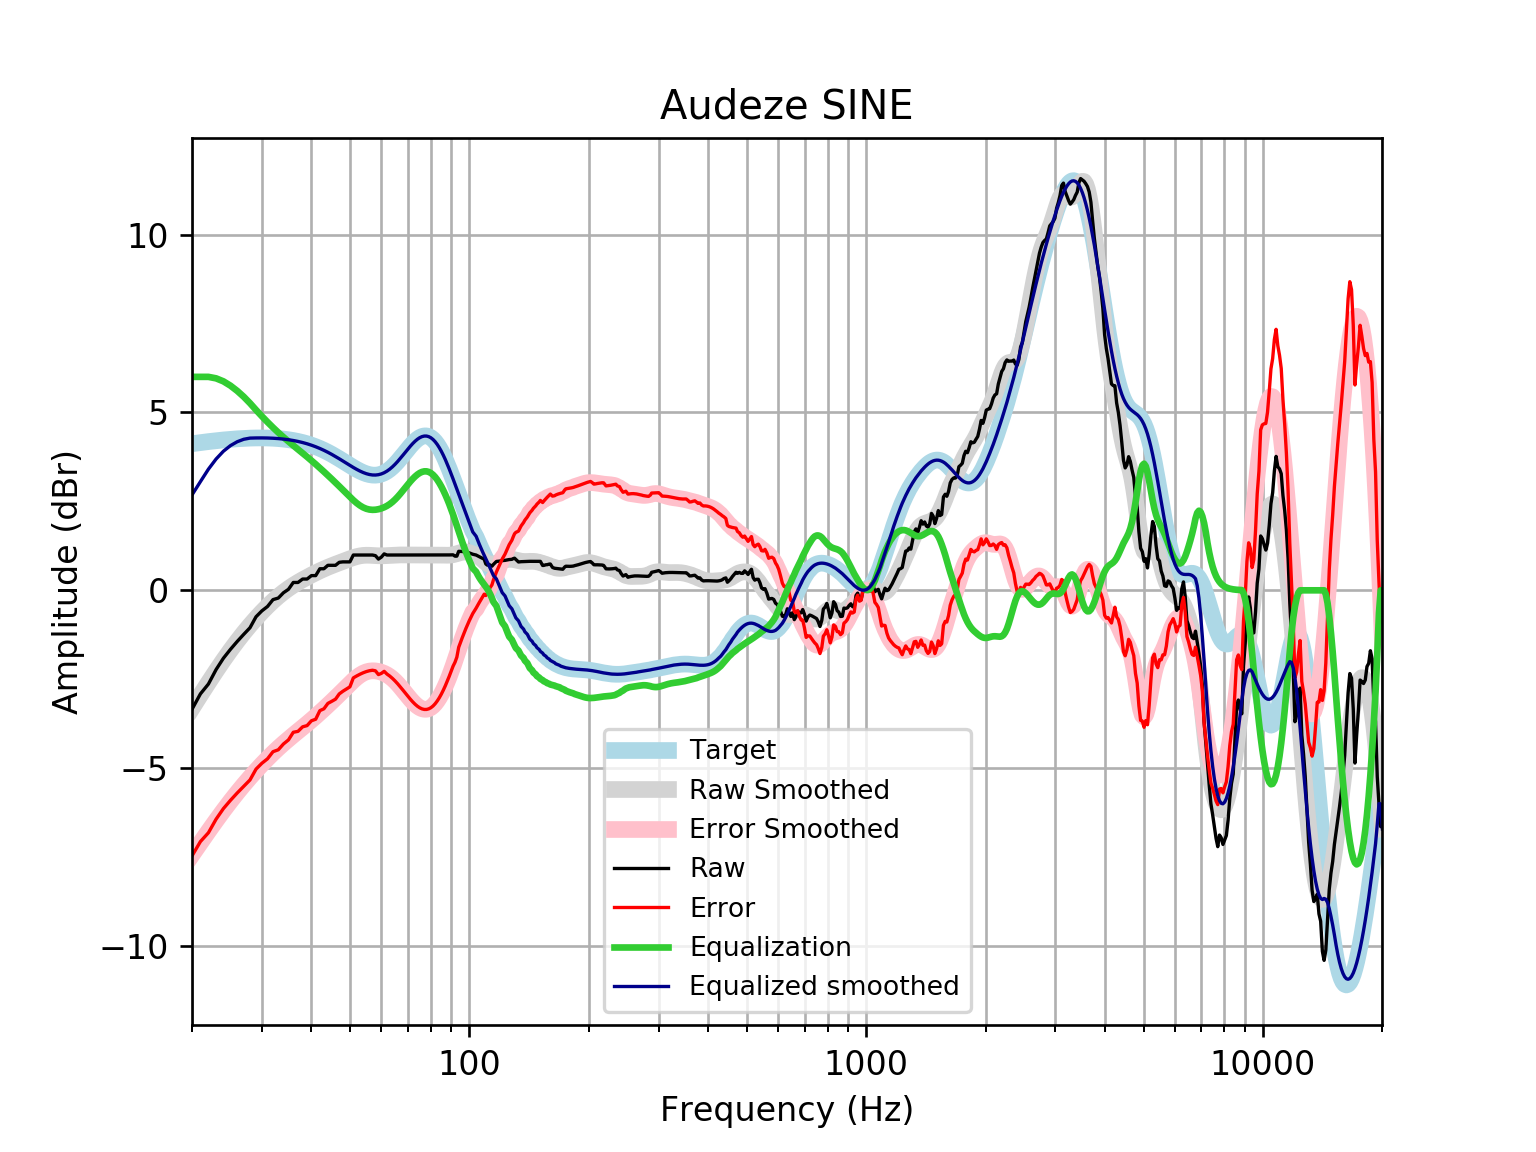 Audeze SINE
Amplitude (dBr)
10
5
0
−5
−10
Target
Raw Smoothed
Error Smoothed
Raw
Error
Equalization
Equalized smoothed
100 1000 10000
Frequency (Hz)